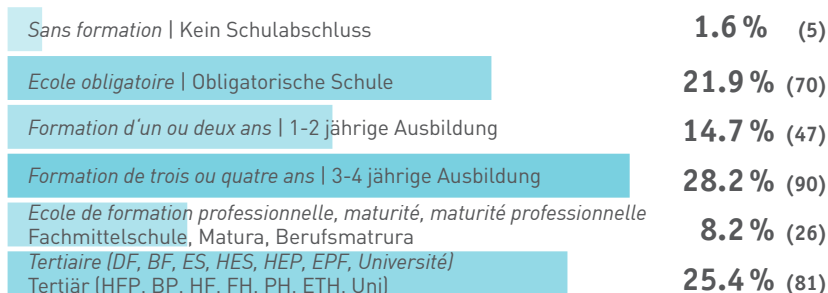 Sans formation | Kein Schulabschluss 1.6 % (5)
Ecole obligatoire | Obligatorische Schule 21.9 % (70)
Formation d'un ou deux ans | 1-2 jährige Ausbildung 14.7 % (47)
Formation de trois ou quatre ans | 3-4 jährige Ausbildung 28.2 % (90)
Ecole de formation professionnelle, maturité, maturité professionnelle
Fachmittelschule, Matura, Berufsmatrura 8.2 % (26)
Tertiaire (DF, BF, ES, HES, HEP, EPF, Université)
Tertiär (HFP, BP, HF, FH, PH, ETH, Uni) 25.4 % (81)